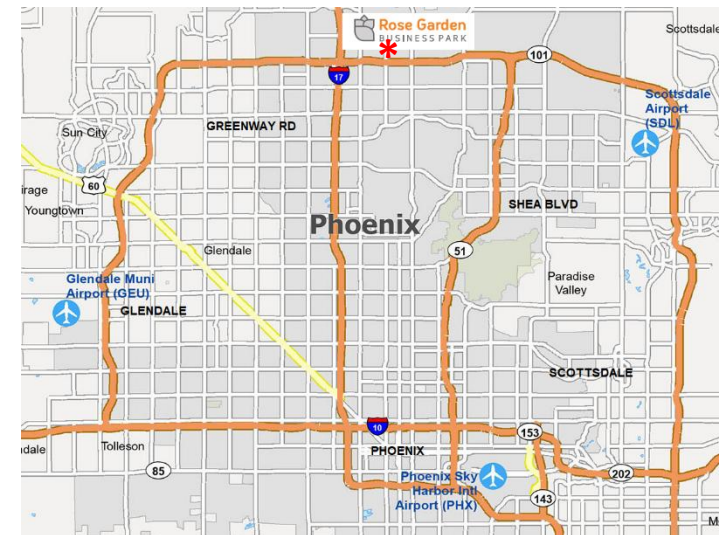 Rose Garden
BUSINESS PARK
*
Scottsdale
101
17
Scottsdale
Airport
(SDL)
GREENWAY RD
Sun City
60
irage
Youngtown
SHEA BLVD
Phoenix
51
Glendale
Glendale Muni
Airport (GEU)
Paradise
Valley
GLENDALE
SCOTTSDALE
10
153
Tolleson
PHOENIX
dale
85
202
Phoenix Sky
Harbor Intl
Airport (PHX)
143
M